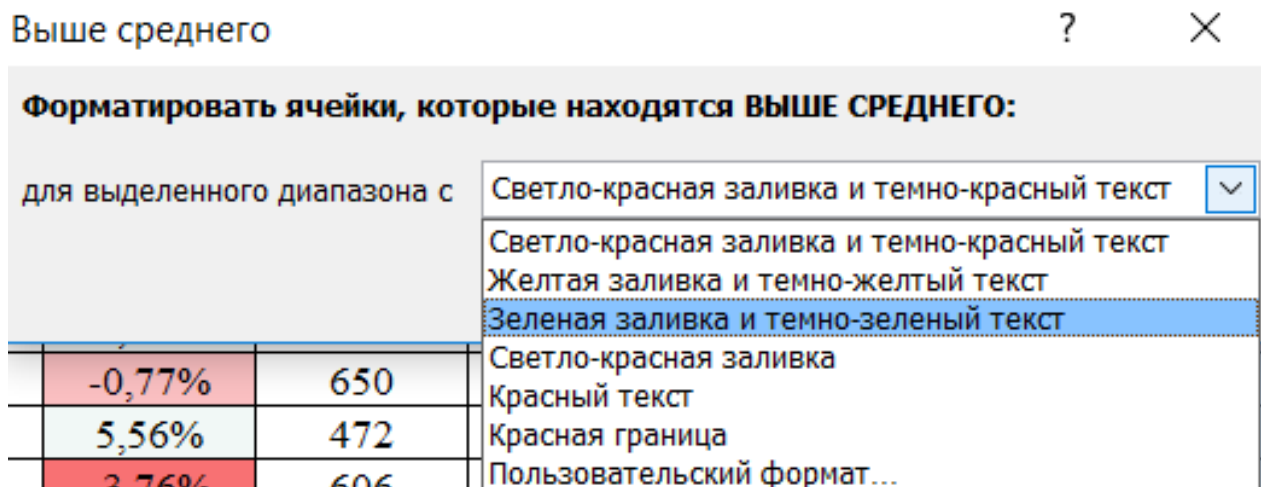 Выше среднего ?
Форматировать ячейки, которые находятся ВЫШЕ СРЕДНЕГО:
для выделенного диапазона с Светло-красная заливка и темно-красный текст
Светло-красная заливка и темно-красный текст
Желтая заливка и темно-желтый текст
Зеленая заливка и темно-зеленый текст
Светло-красная заливка
-0,77% 650
Красный текст
5,56% 472
Красная граница
Пользовательский формат...